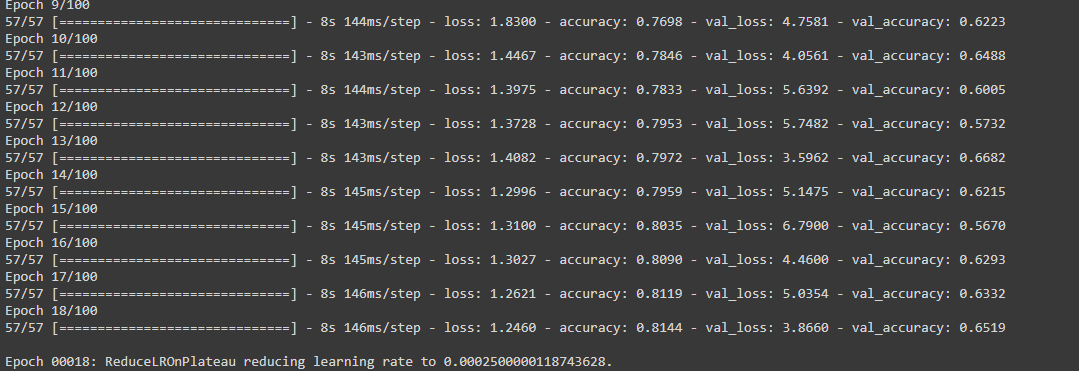 Epoch 9/100
57/57 [==============================] - 8s 144ms/step - loss: 1.8300 - accuracy: 0.7698 - val_loss: 4.7581 - val_accuracy: 0.6223
Epoch 10/100
57/57 [==============================] - 8s 143ms/step - loss: 1.4467 - accuracy: 0.7846 - val_loss: 4.0561 - val_accuracy: 0.6488
Epoch 11/100
57/57 [==============================] - 8s 144ms/step - loss: 1.3975 - accuracy: 0.7833 - val_loss: 5.6392 - val_accuracy: 0.6005
Epoch 12/100
57/57 [==============================] - 8s 143ms/step - loss: 1.3728 - accuracy: 0.7953 - val_loss: 5.7482 - val_accuracy: 0.5732
Epoch 13/100
57/57 [==============================] - 8s 143ms/step - loss: 1.4082 - accuracy: 0.7972 - val_loss: 3.5962 - val_accuracy: 0.6682
Epoch 14/100
57/57 [==============================] - 8s 145ms/step - loss: 1.2996 - accuracy: 0.7959 - val_loss: 5.1475 - val_accuracy: 0.6215
Epoch 15/100
57/57 [==============================] - 8s 145ms/step - loss: 1.3100 - accuracy: 0.8035 - val_loss: 6.7900 - val_accuracy: 0.5670
Epoch 16/100
57/57 [==============================] - 8s 145ms/step - loss: 1.3027 - accuracy: 0.8090 - val_loss: 4.4600 - val_accuracy: 0.6293
Epoch 17/100
57/57 [==============================] - 8s 146ms/step - loss: 1.2621 - accuracy: 0.8119 - val_loss: 5.0354 - val_accuracy: 0.6332
Epoch 18/100
57/57 [==============================] - 8s 146ms/step - loss: 1.2460 - accuracy: 0.8144 - val_loss: 3.8660 - val_accuracy: 0.6519
Epoch 00018: ReduceLROnPlateau reducing learning rate to 0.0002500000118743628.